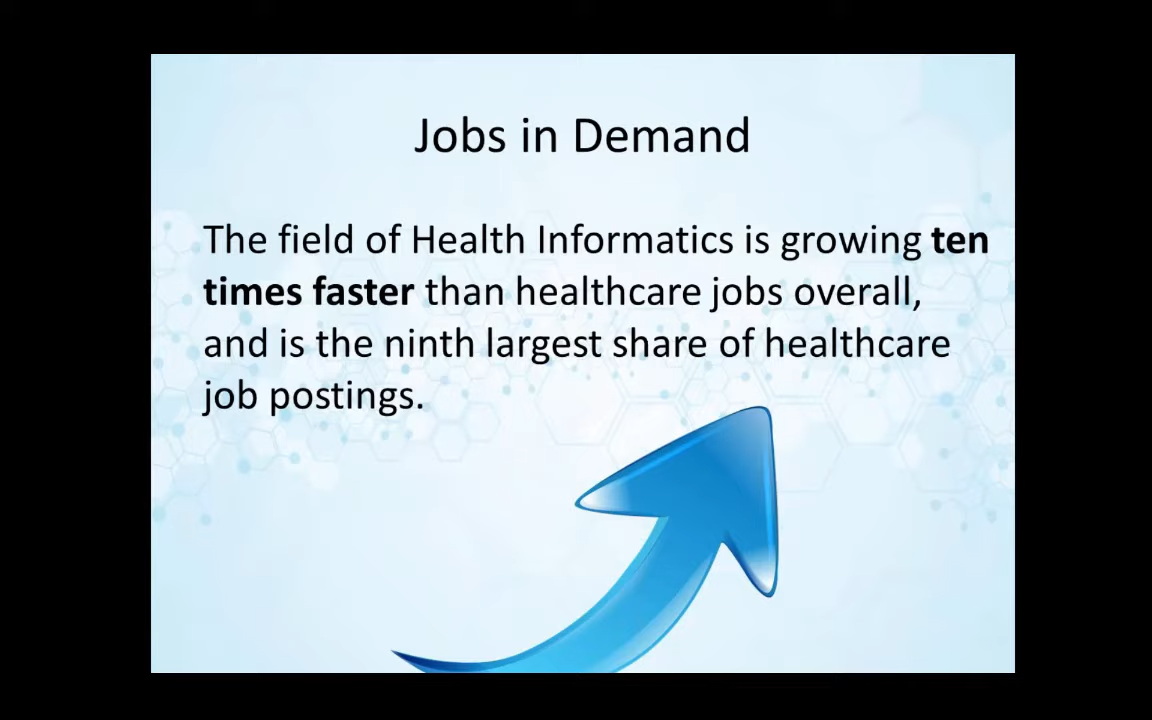 Jobs in Demand
The field of Health Informatics is growing ten
times faster than healthcare jobs overall,
and is the ninth largest share of healthcare
job postings.